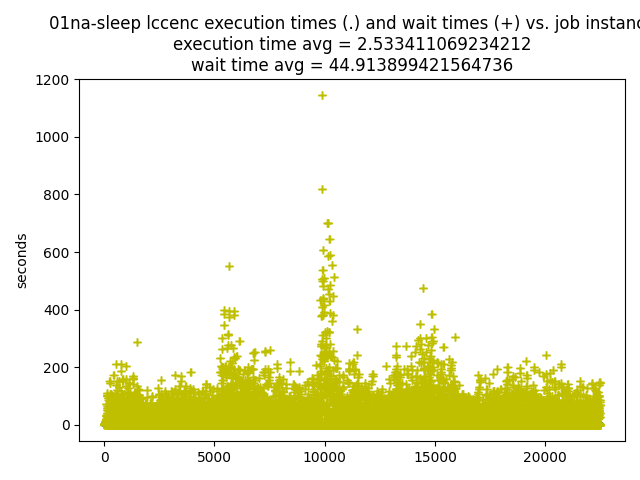 01na-sleep lccenc execution times (.) and wait times (+) vs. job instanc
execution time avg = 2.533411069234212
wait time avg = 44.913899421564736
1200
1000
800
600
400
200
0
seconds
0 5000 10000 15000 20000